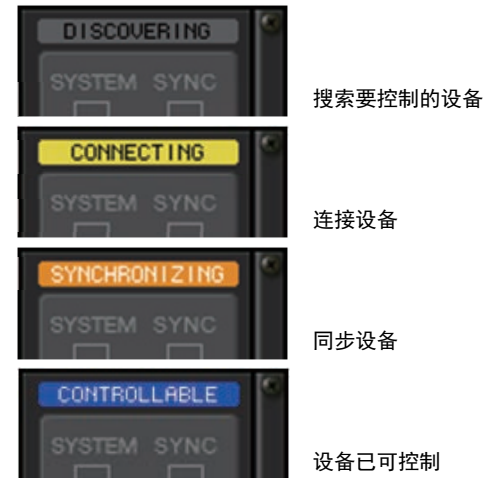 DISCOVERING
SYSTEM SYNC
搜索要控制的设备
CONNECTING
SYSTEM SYNC
连接设备
SYNCHRONIZING
SYSTEM SYNC
同步设备
CONTROLLABLE
SYSTEM SYNC
设备已可控制